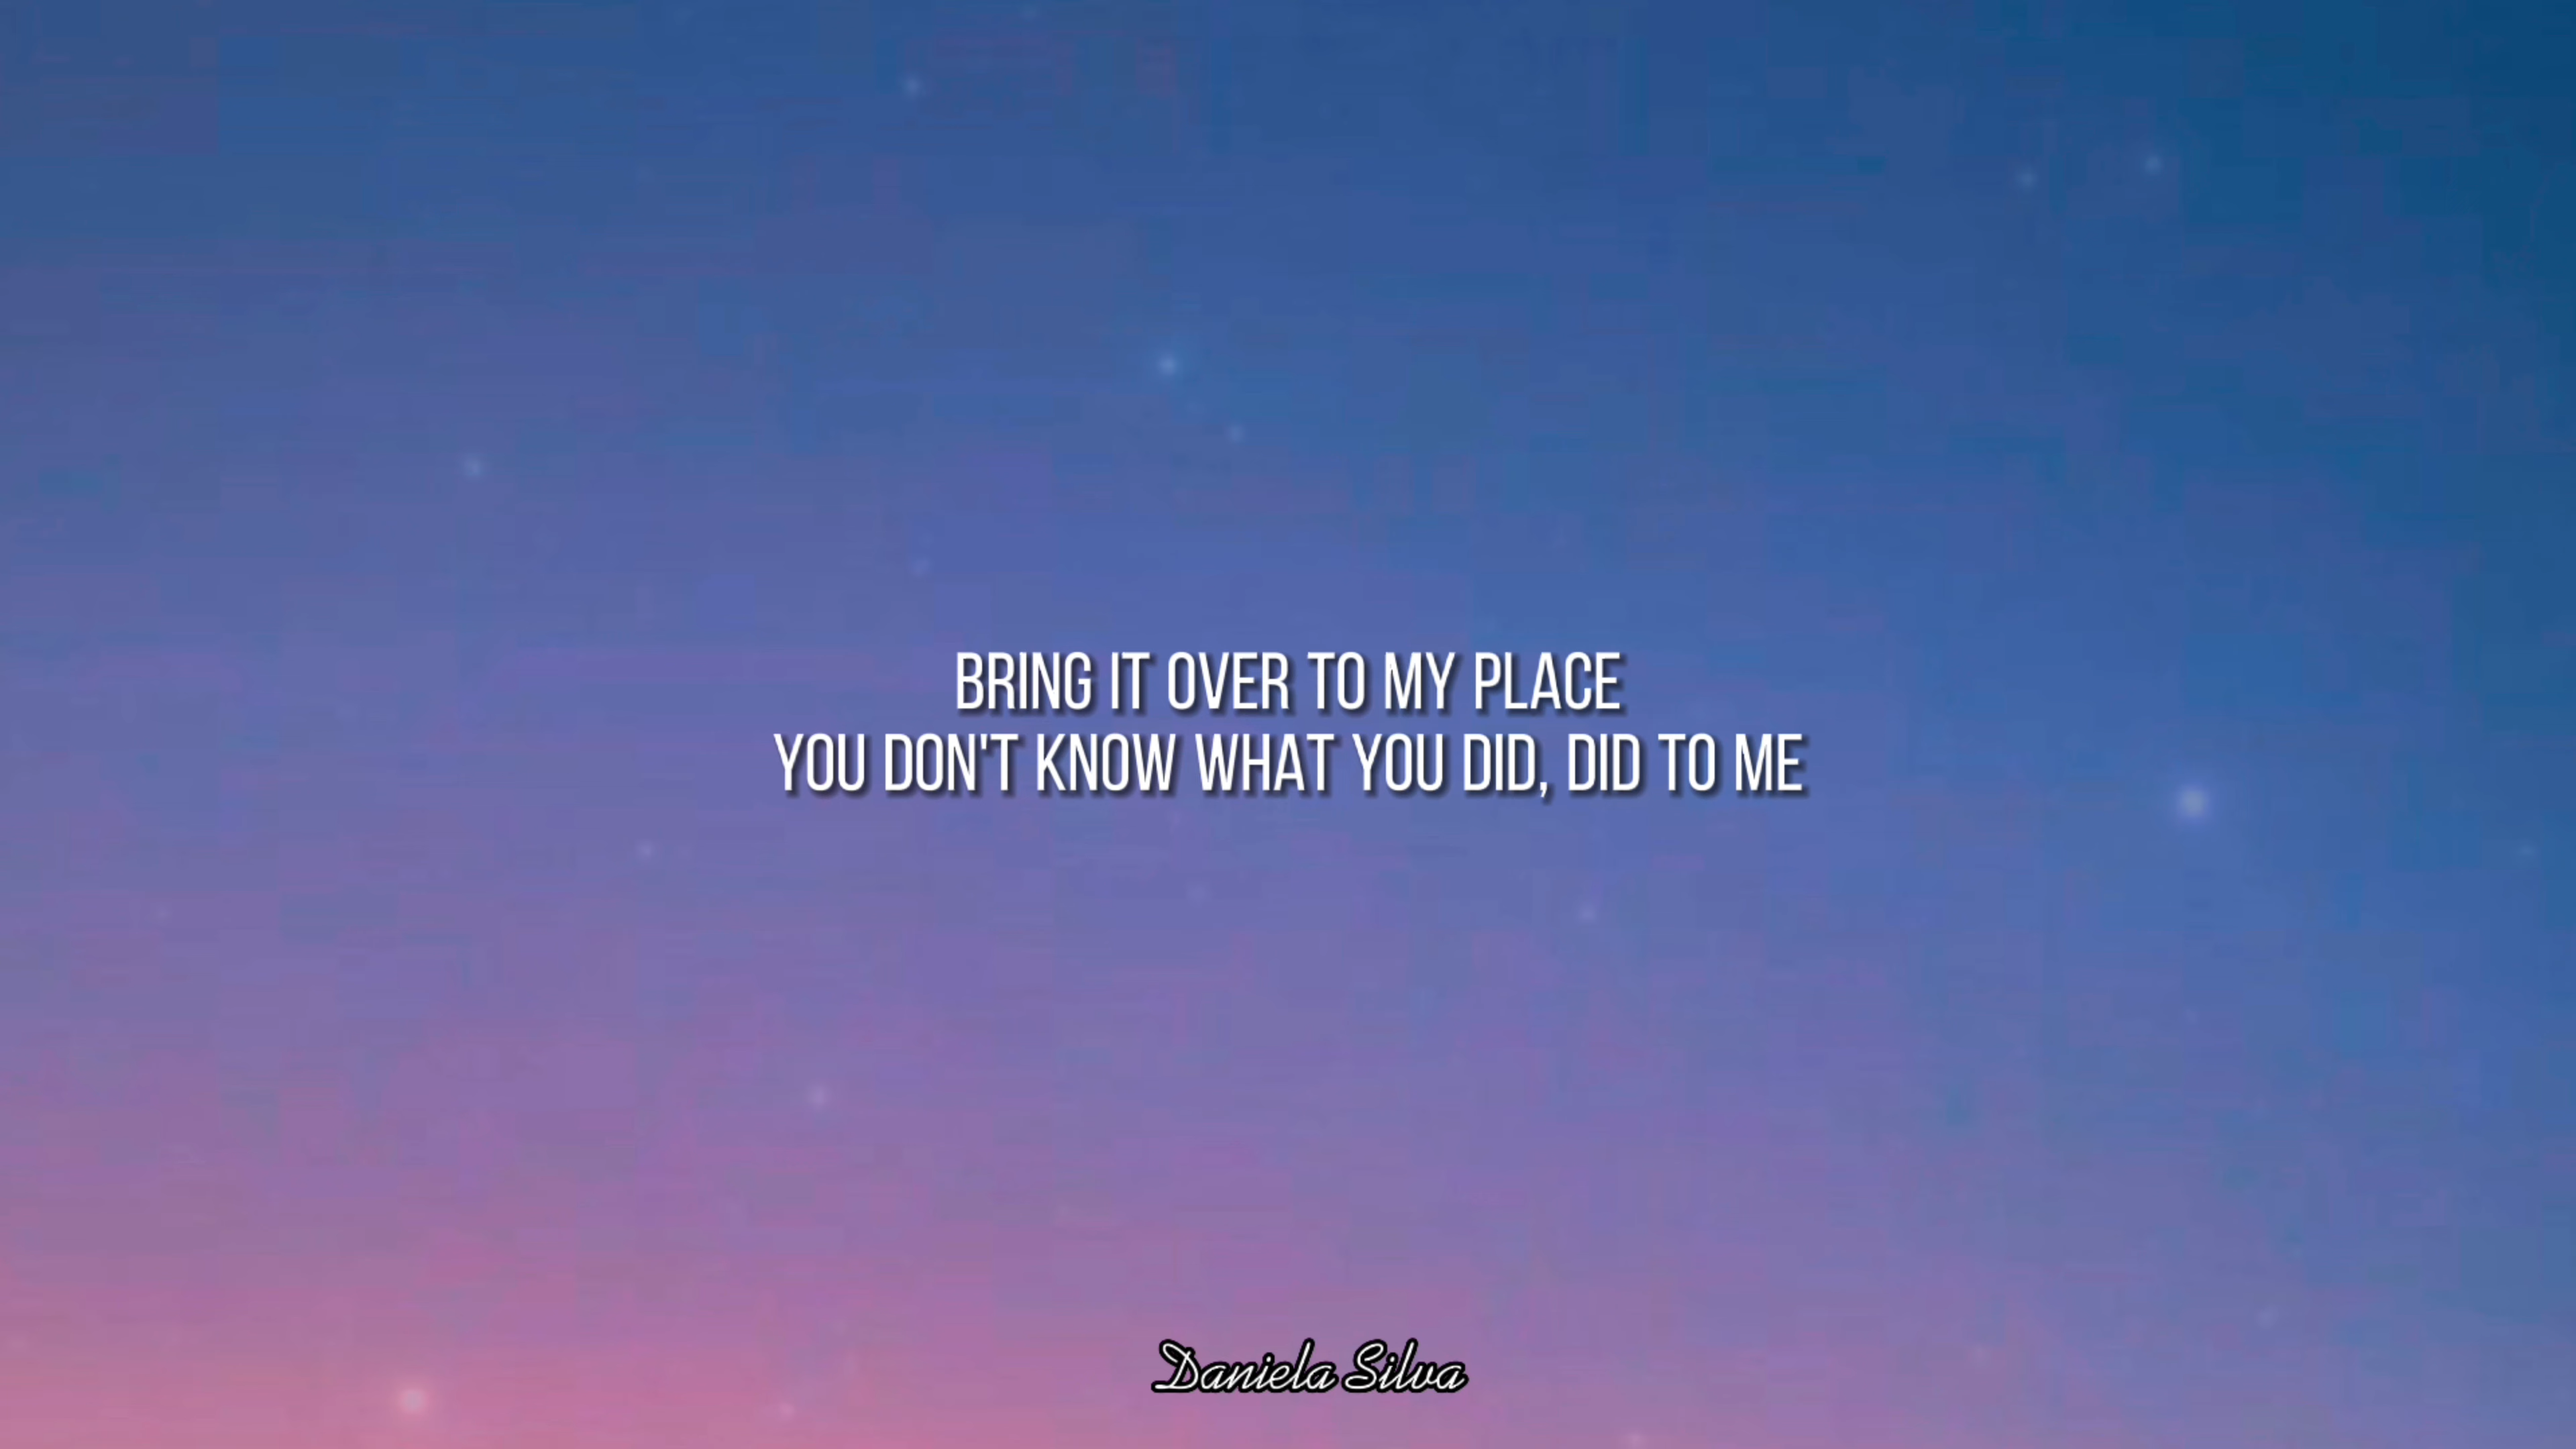 BRING IT OVER TO MY PLACE
YOU DON'T KNOW WHAT YOU DID, DID TO ME
Daniela Silva